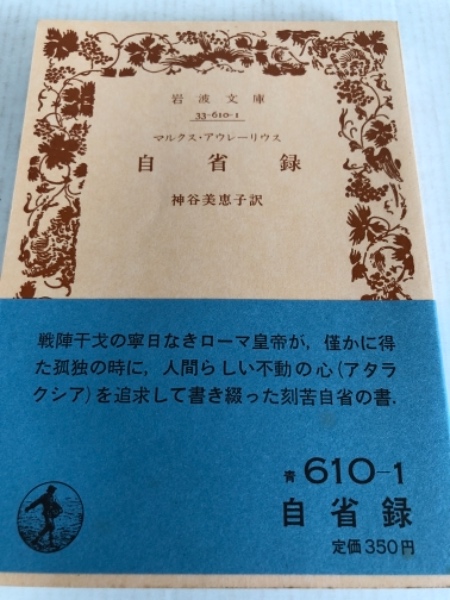 岩波文庫
33-610-1
マルクス・アウレーリウス
自省録
神谷美恵子訳
戦陣干戈の寧日なきローマ皇帝が，僅かに得
た孤独の時に，人間らしい不動の心(アタラ
クシア)を追求して書き綴った刻苦自省の書．
青 610-1
自省録
定価350円